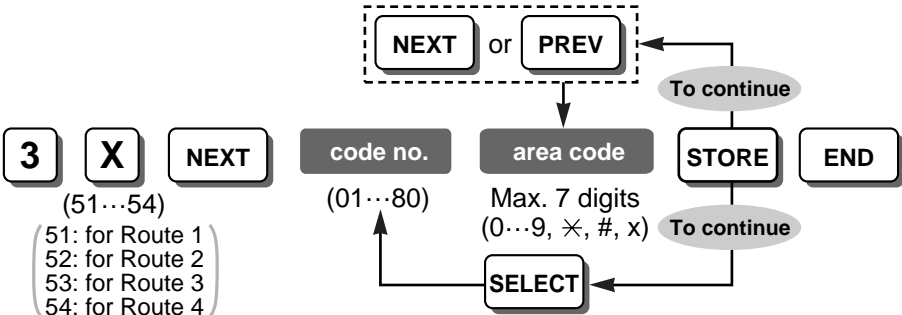 NEXT or PREV
To continue
3 X NEXT code no. area code STORE END
(51···54) (01···80) Max. 7 digits
(0···9, ✳, #, x) To continue
51: for Route 1
52: for Route 2
53: for Route 3
54: for Route 4
SELECT